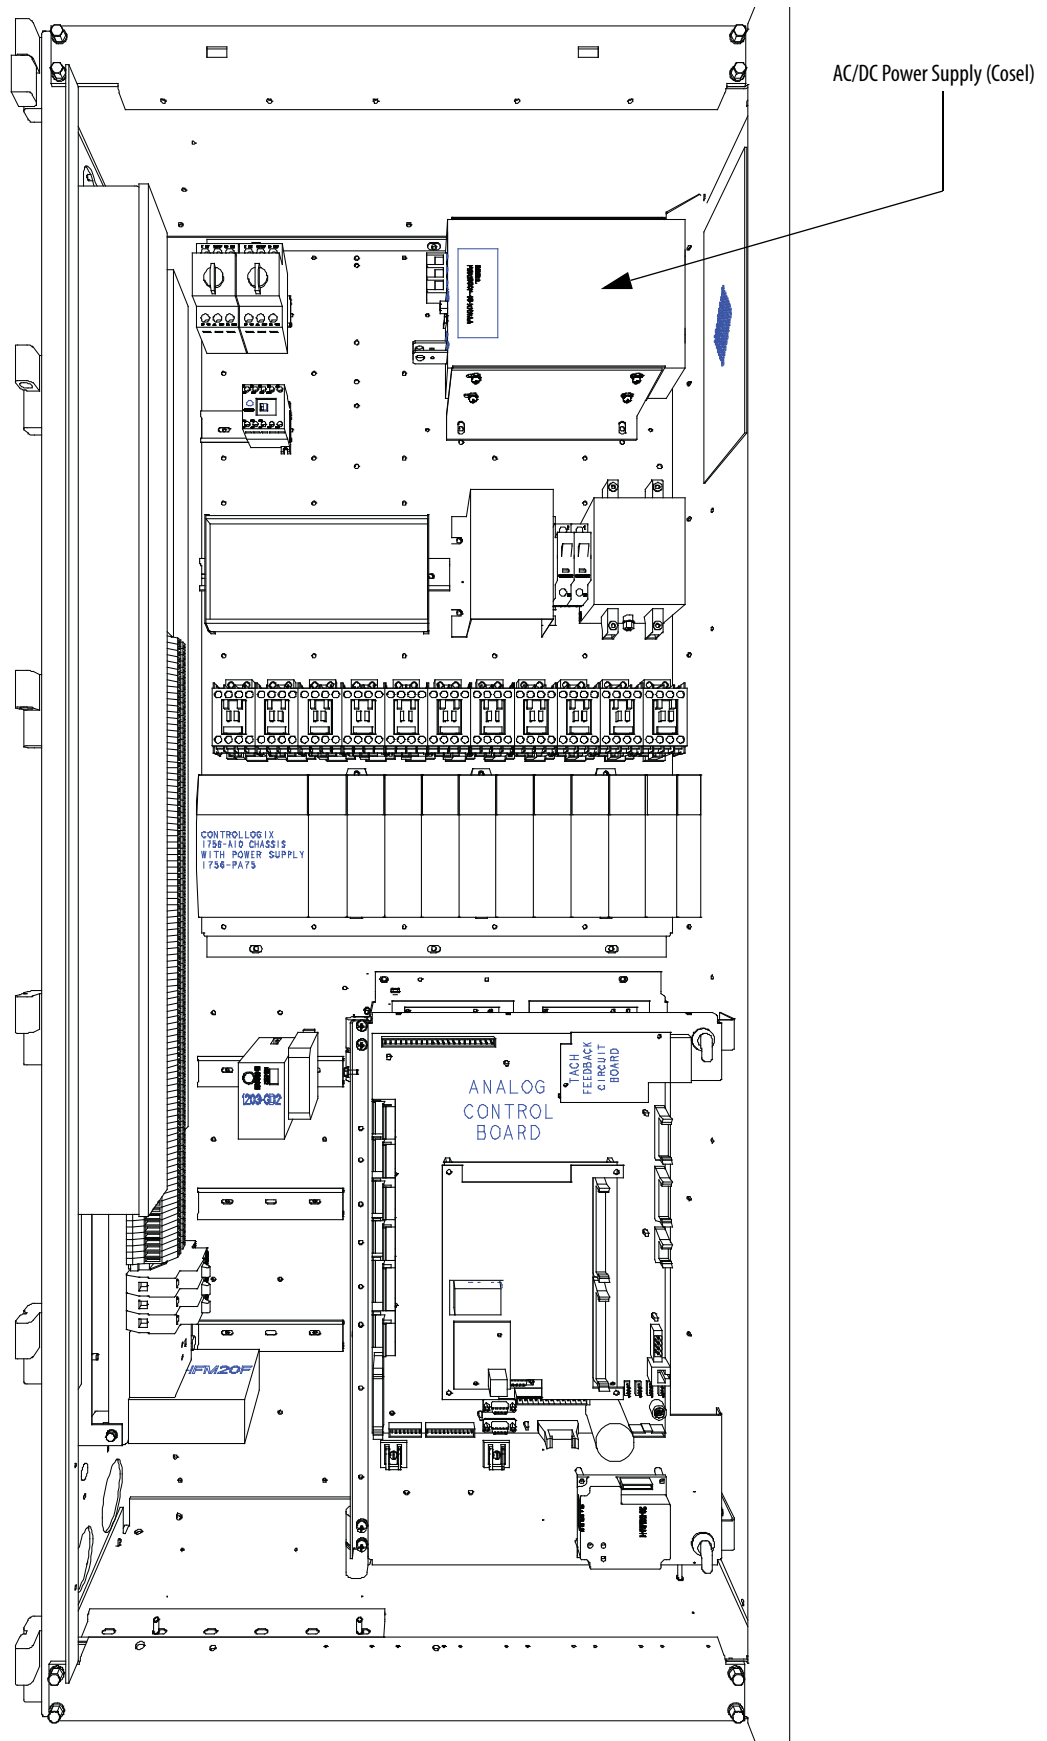 AC/DC Power Supply (Cosel)
CONTROLLOGIX
1756-A10 CHASSIS
WITH POWER SUPPLY
1756-PA75
TACH
FEEDBACK
CIRCUIT
BOARD
ANALOG
CONTROL
BOARD
1203-GD2
HFM20F